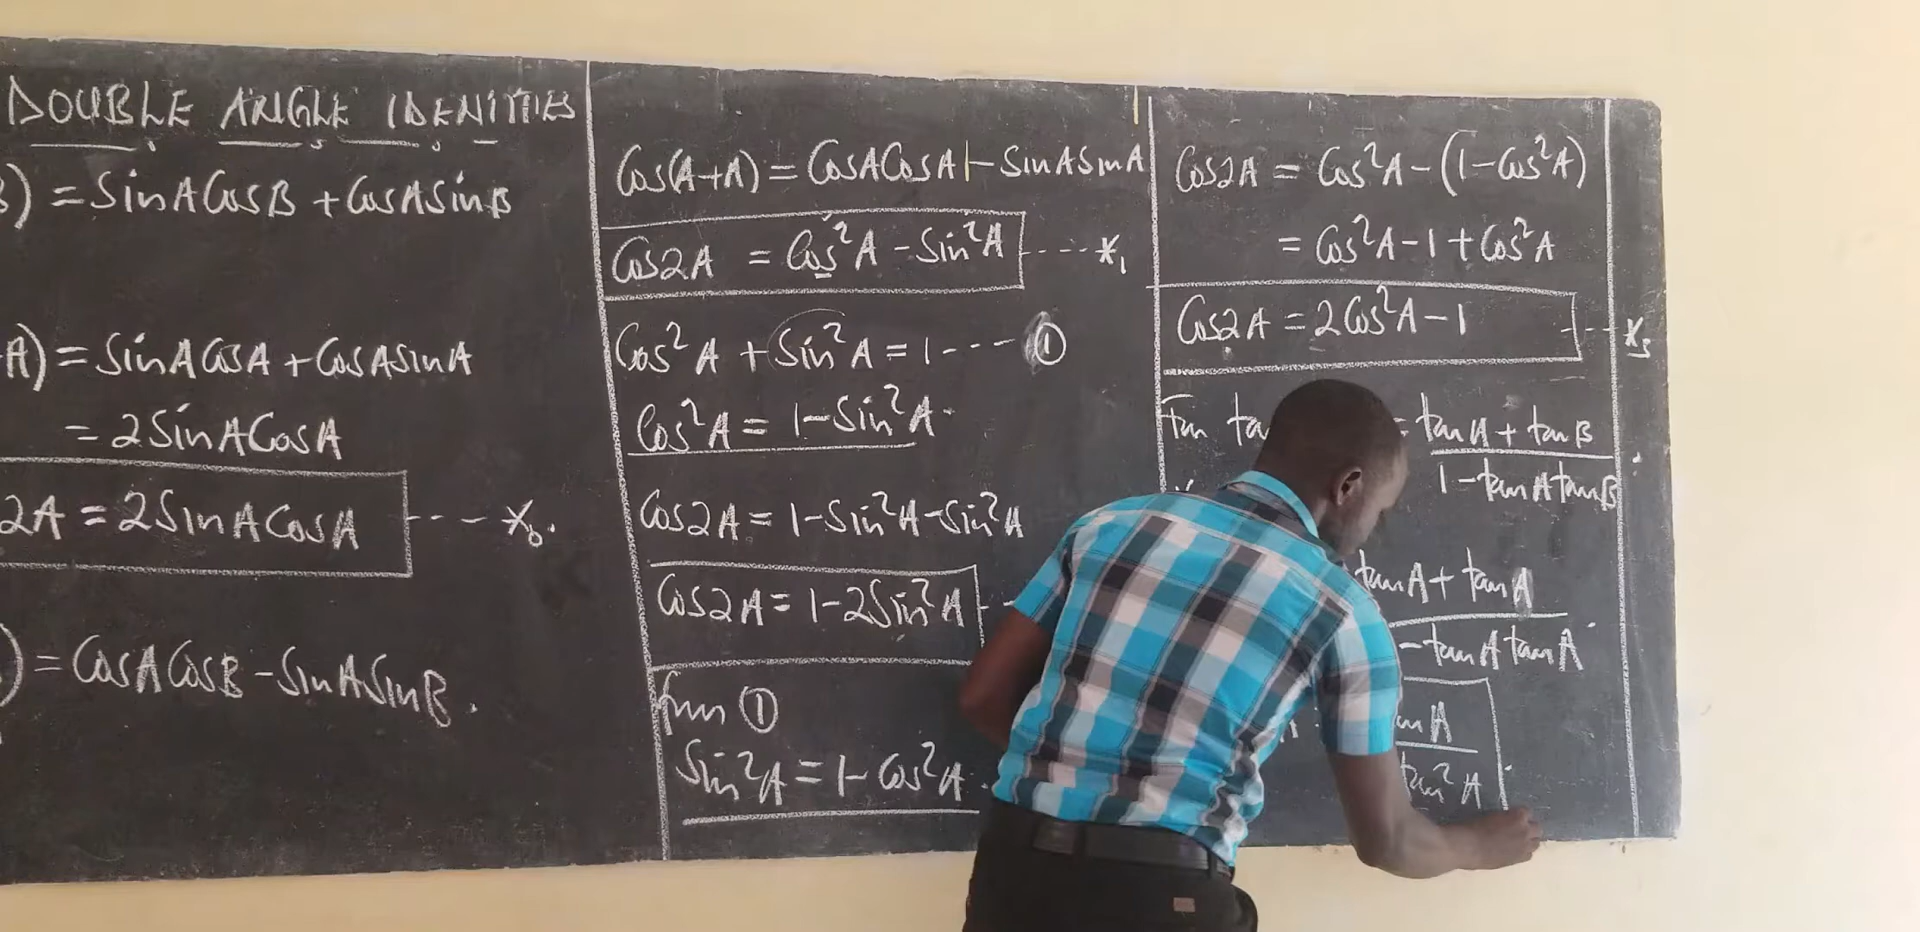 DOUBLE ANGLE IDENITIES
B) = SinACosB + CosASinB
A) = SinACosA + CosASinA
= 2SinACosA
2A = 2SinACosA --- *₀.
) = CosACosB - SinASinB.
Cos(A+A) = CosACosA - SinASinA
Cos2A = Cos²A - Sin²A ---- *₁
Cos²A + Sin²A = 1 ---- ①
Cos²A = 1 - Sin²A.
Cos2A = 1 - Sin²A - Sin²A
Cos2A = 1 - 2Sin²A --
from ①
Sin²A = 1 - Cos²A.
Cos2A = Cos²A - (1 - Cos²A)
= Cos²A - 1 + Cos²A
Cos2A = 2Cos²A - 1 --- *₃
= tanA + tanB
1 - tanAtanB
tanA + tanA
- tanAtanA
tan²A